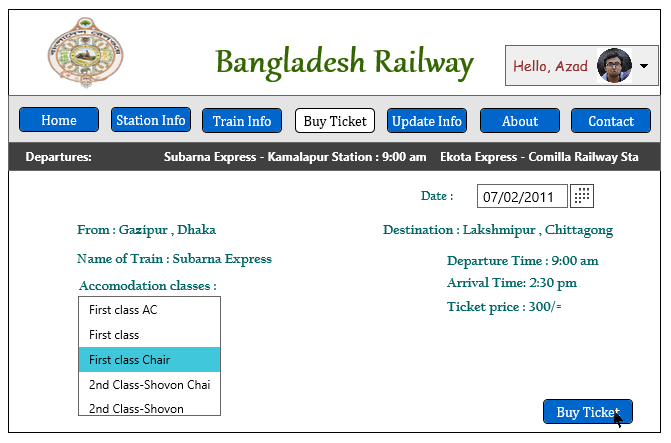 Bangladesh Railway
Hello, Azad
Home Station Info Train Info Buy Ticket Update Info About Contact
Departures: Subarna Express - Kamalapur Station : 9:00 am Ekota Express - Comilla Railway Sta
Date : 07/02/2011
From : Gazipur , Dhaka Destination : Lakshmipur , Chittagong
Name of Train : Subarna Express Departure Time : 9:00 am
Accomodation classes : Arrival Time: 2:30 pm
First class AC Ticket price : 300/=
First class
First class Chair
2nd Class-Shovon Chai
2nd Class-Shovon
Buy Ticket